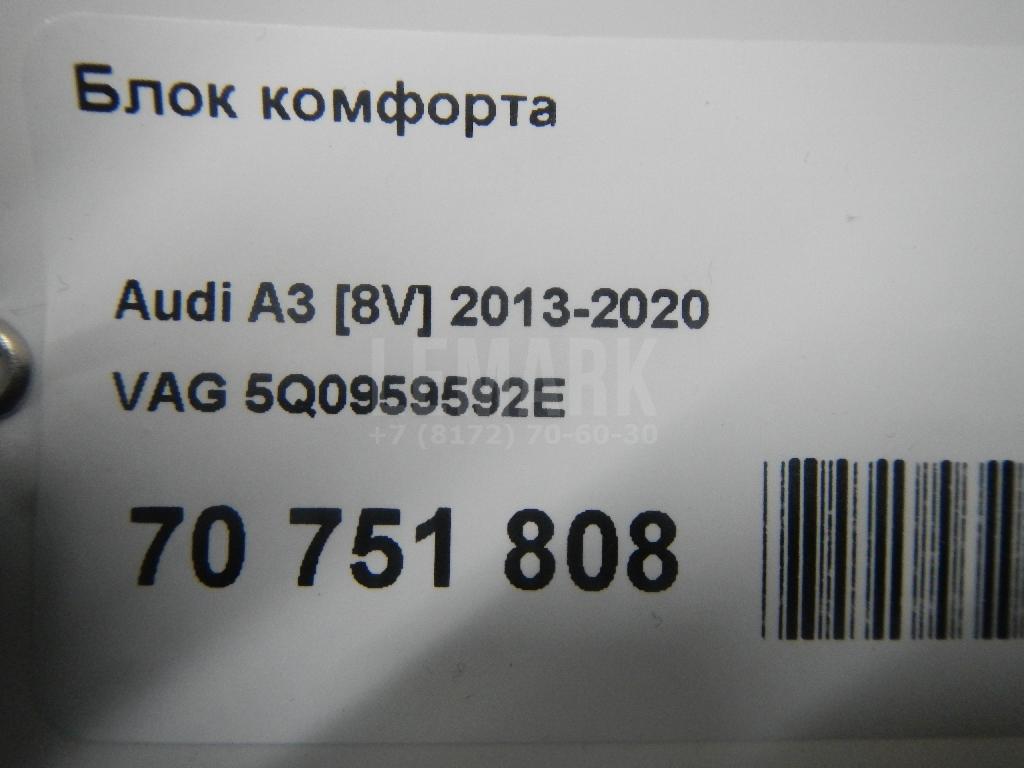 Блок комфорта
Audi A3 [8V] 2013-2020
LEMARK
VAG 5Q0959592E
+7 (8172) 70-60-30
70 751 808